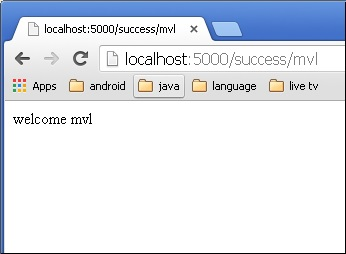 localhost:5000/success/mvl
localhost:5000/success/mvl
Apps android java language live tv
welcome mvl